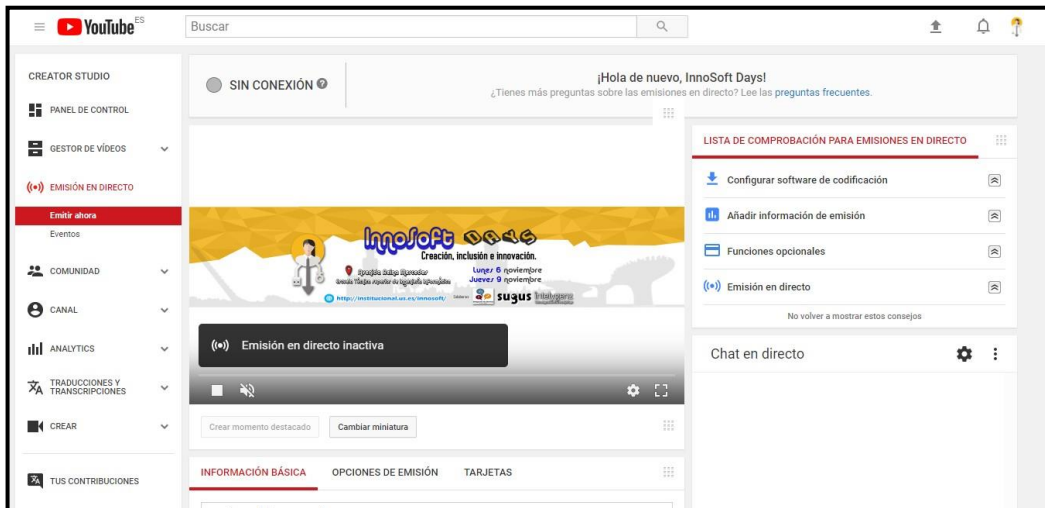 YouTube ES
Buscar
CREATOR STUDIO
PANEL DE CONTROL
GESTOR DE VÍDEOS
EMISIÓN EN DIRECTO
Emitir ahora
Eventos
COMUNIDAD
CANAL
ANALYTICS
TRADUCCIONES Y
TRANSCRIPCIONES
CREAR
TUS CONTRIBUCIONES
SIN CONEXIÓN
¡Hola de nuevo, InnoSoft Days!
¿Tienes más preguntas sobre las emisiones en directo? Lee las preguntas frecuentes.
InnoSoft DAYS
Creación, inclusión e innovación.
Lunes 6 noviembre
Jueves 9 noviembre
http://institucional.us.es/innosoft/
sugus
Emisión en directo inactiva
Crear momento destacado
Cambiar miniatura
INFORMACIÓN BÁSICA
OPCIONES DE EMISIÓN
TARJETAS
LISTA DE COMPROBACIÓN PARA EMISIONES EN DIRECTO
Configurar software de codificación
Añadir información de emisión
Funciones opcionales
Emisión en directo
No volver a mostrar estos consejos
Chat en directo